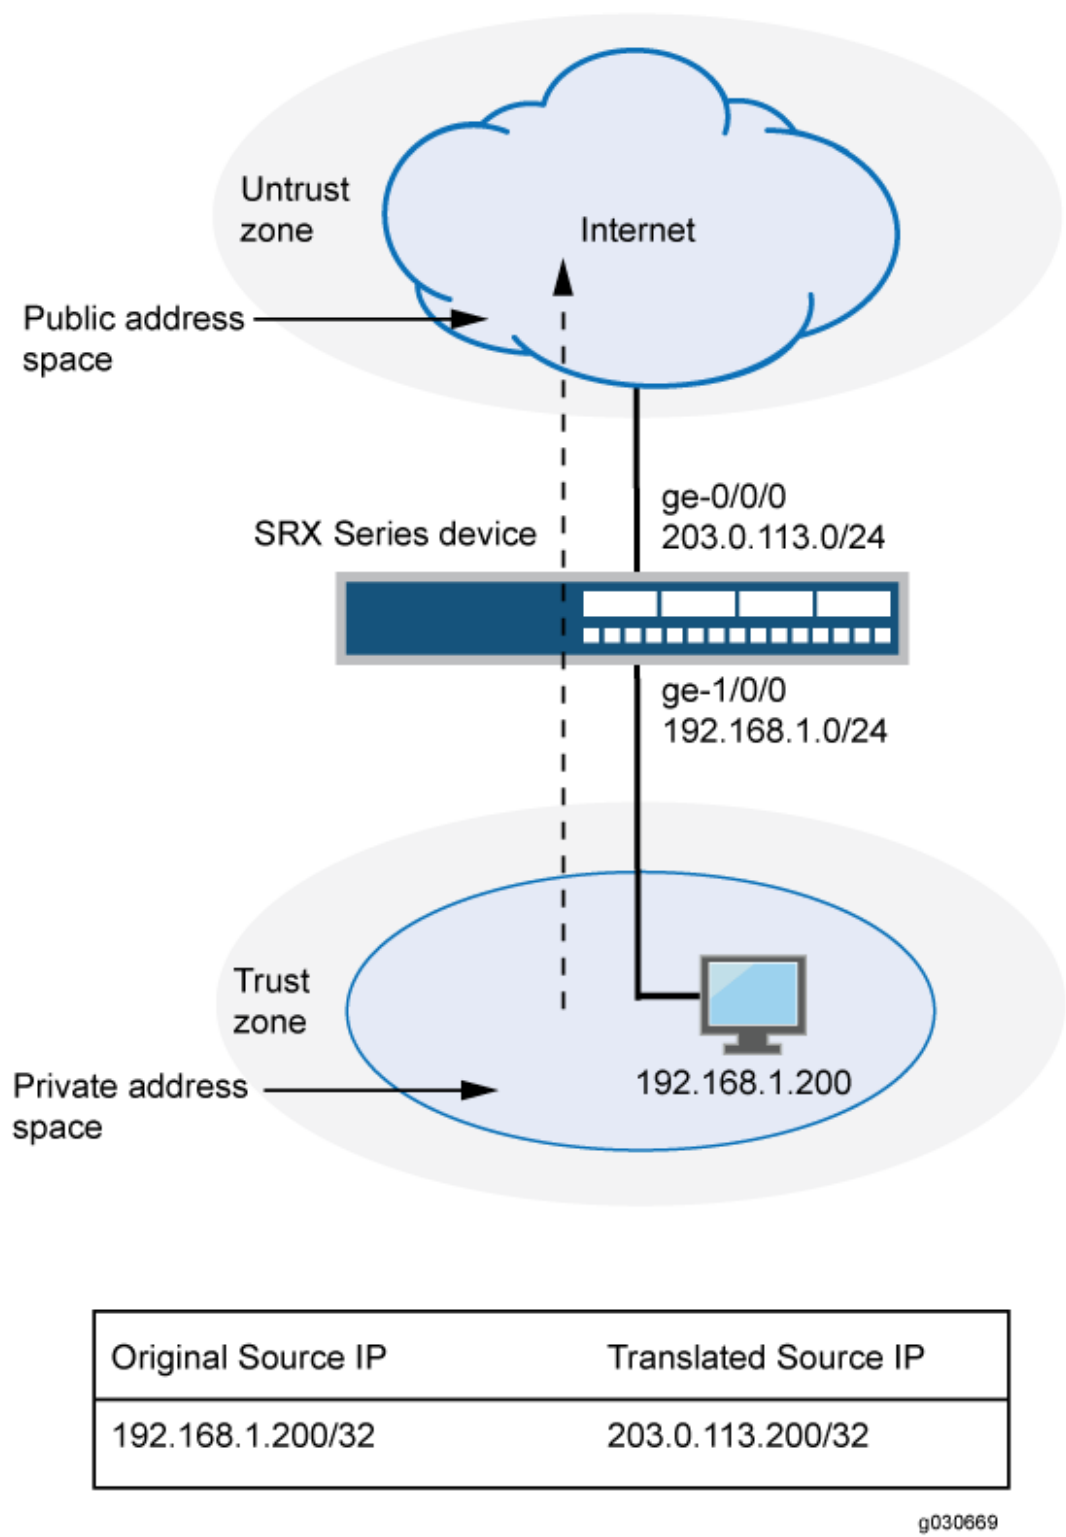 Untrust
zone
Internet
Public address
space
ge-0/0/0
203.0.113.0/24
SRX Series device
ge-1/0/0
192.168.1.0/24
Trust
zone
192.168.1.200
Private address
space
Original Source IP Translated Source IP
192.168.1.200/32 203.0.113.200/32
g030669